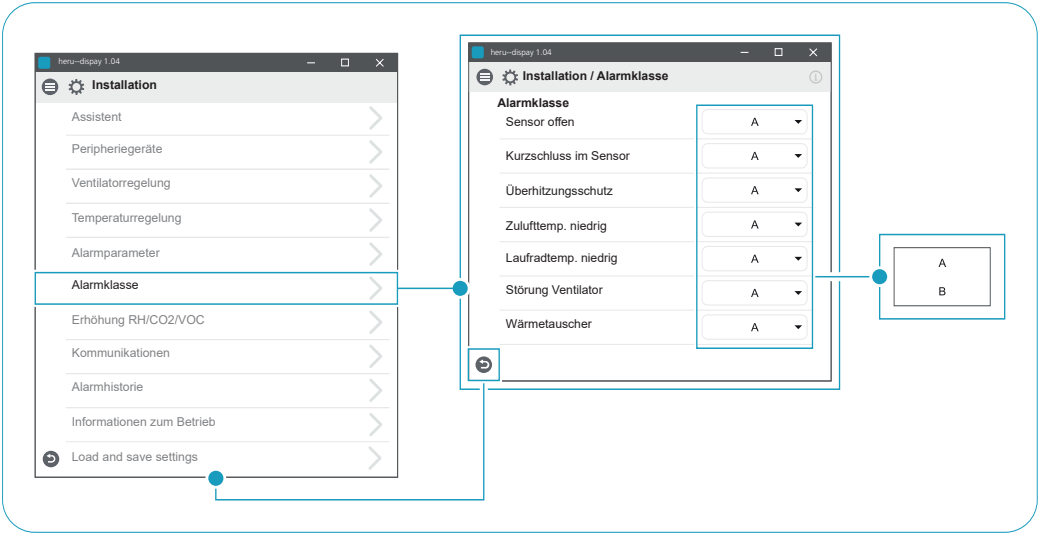 heru–dispay 1.04
Installation
Assistent
Peripheriegeräte
Ventilatorregelung
Temperaturregelung
Alarmparameter
Alarmklasse
Erhöhung RH/CO2/VOC
Kommunikationen
Alarmhistorie
Informationen zum Betrieb
Load and save settings
heru–dispay 1.04
Installation / Alarmklasse
Alarmklasse
Sensor offen A
Kurzschluss im Sensor A
Überhitzungsschutz A
Zulufttemp. niedrig A
Laufradtemp. niedrig A
Störung Ventilator A
Wärmetauscher A
A
B